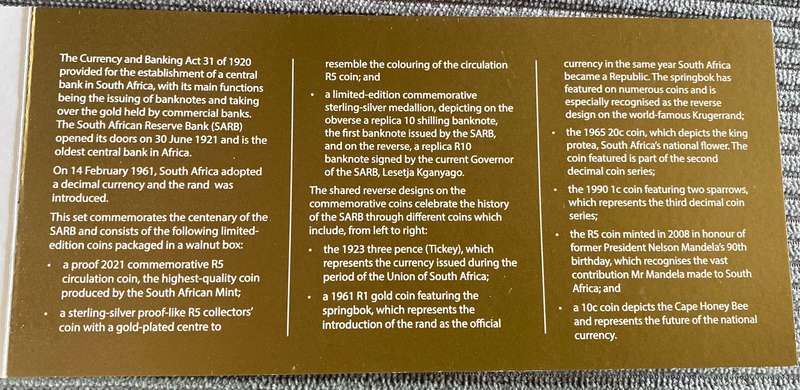 The Currency and Banking Act 31 of 1920
provided for the establishment of a central
bank in South Africa, with its main functions
being the issuing of banknotes and taking
over the gold held by commercial banks.
The South African Reserve Bank (SARB)
opened its doors on 30 June 1921 and is the
oldest central bank in Africa.
On 14 February 1961, South Africa adopted
a decimal currency and the rand was
introduced.
This set commemorates the centenary of the
SARB and consists of the following limited-
edition coins packaged in a walnut box:
• a proof 2021 commemorative R5
circulation coin, the highest-quality coin
produced by the South African Mint;
• a sterling-silver proof-like R5 collectors'
coin with a gold-plated centre to
resemble the colouring of the circulation
R5 coin; and
• a limited-edition commemorative
sterling-silver medallion, depicting on the
obverse a replica 10 shilling banknote,
the first banknote issued by the SARB,
and on the reverse, a replica R10
banknote signed by the current Governor
of the SARB, Lesetja Kganyago.
The shared reverse designs on the
commemorative coins celebrate the history
of the SARB through different coins which
include, from left to right:
• the 1923 three pence (Tickey), which
represents the currency issued during the
period of the Union of South Africa;
• a 1961 R1 gold coin featuring the
springbok, which represents the
introduction of the rand as the official
currency in the same year South Africa
became a Republic. The springbok has
featured on numerous coins and is
especially recognised as the reverse
design on the world-famous Krugerrand;
• the 1965 20c coin, which depicts the king
protea, South Africa's national flower. The
coin featured is part of the second
decimal coin series;
• the 1990 1c coin featuring two sparrows,
which represents the third decimal coin
series;
• the R5 coin minted in 2008 in honour of
former President Nelson Mandela's 90th
birthday, which recognises the vast
contribution Mr Mandela made to South
Africa; and
• a 10c coin depicts the Cape Honey Bee
and represents the future of the national
currency.